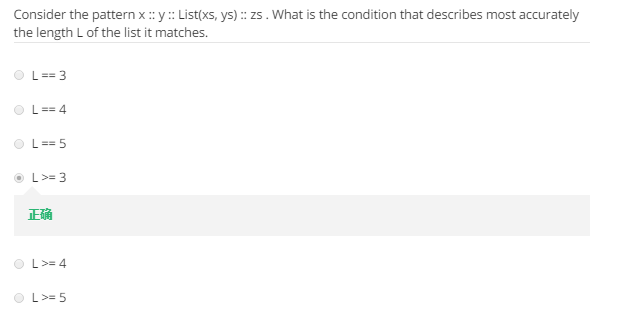 Consider the pattern x :: y :: List(xs, ys) :: zs . What is the condition that describes most accurately
the length L of the list it matches.
L == 3
L == 4
L == 5
L >= 3
正确
L >= 4
L >= 5